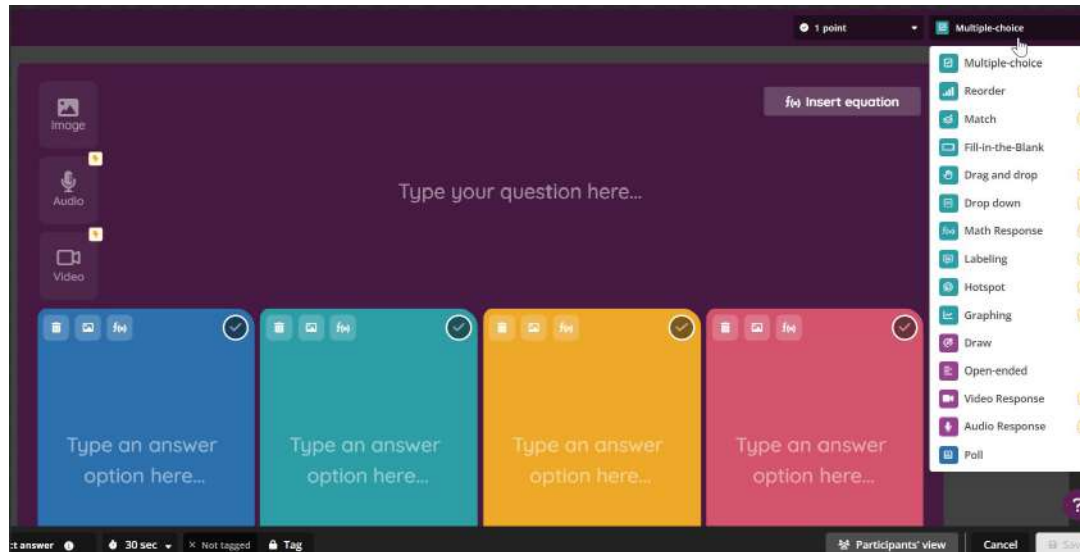 1 point
Multiple-choice
Image
Insert equation
Audio
Type your question here...
Video
Multiple-choice
Reorder
Match
Fill-in-the-Blank
Drag and drop
Drop down
Math Response
Labeling
Hotspot
Graphing
Draw
Open-ended
Video Response
Audio Response
Poll
f(x)
f(x)
f(x)
f(x)
Type an answer
option here...
Type an answer
option here...
Type an answer
option here...
Type an answer
option here...
?
answer
30 sec
× Not tagged
Tag
Participants' view
Cancel